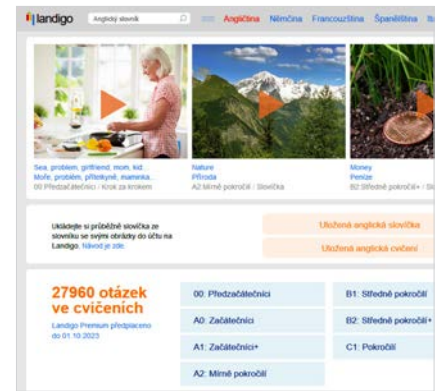 landigo
Anglický slovník
Angličtina Němčina Francouzština Španělština
Sea, problem, girlfriend, mom, kid...
Moře, problém, přítelkyně, maminka...
00:Předzačátečníci / Krok za krokem
Nature
Příroda
A2:Mírně pokročilí / Slovíčka
Money
Peníze
B2:Středně pokročilí+ /
Ukládejte si průběžně slovíčka ze
slovníku se svými obrázky do účtu na
Landigo. Návod je zde.
Uložená anglická slovíčka
Uložená anglická cvičení
27960 otázek
ve cvičeních
Landigo Premium předplaceno
do 01.10.2023
00: Předzačátečníci
A0: Začátečníci
A1: Začátečníci+
A2: Mírně pokročilí
B1: Středně pokročilí
B2: Středně pokročilí+
C1: Pokročilí